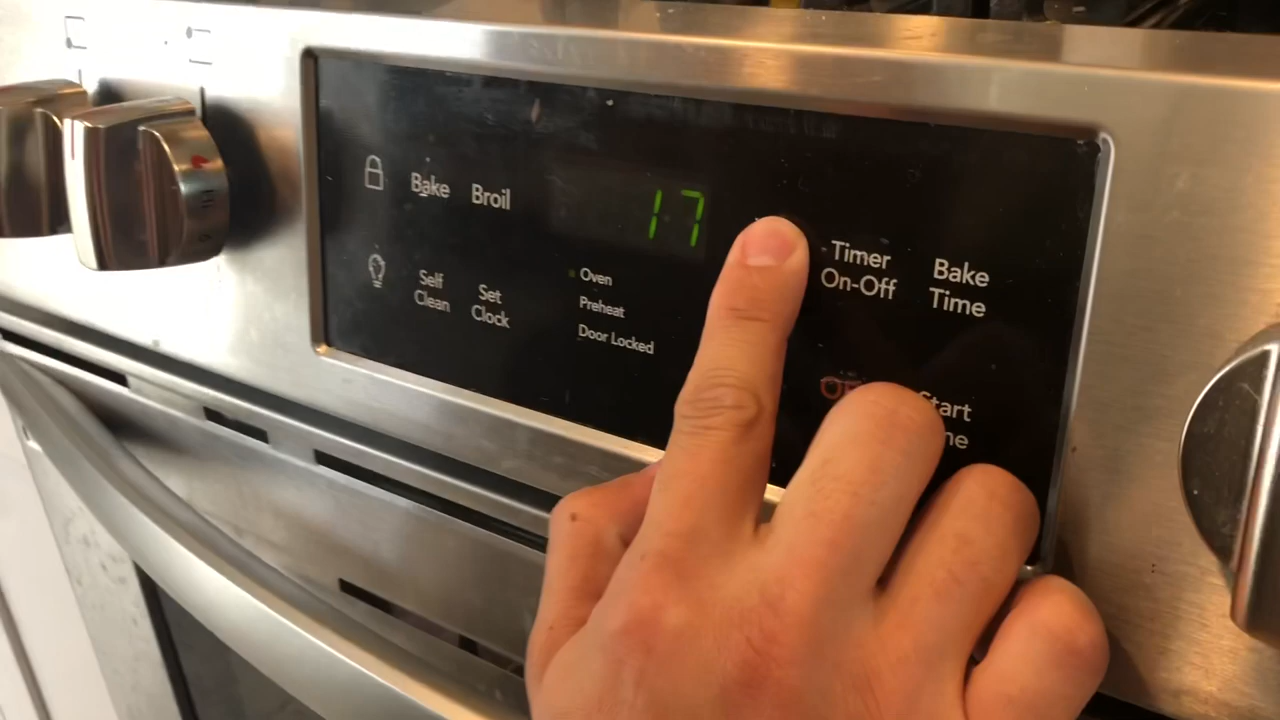 Bake Broil
17
Timer
On-Off
Bake
Time
Self
Clean
Set
Clock
Oven
Preheat
Door Locked